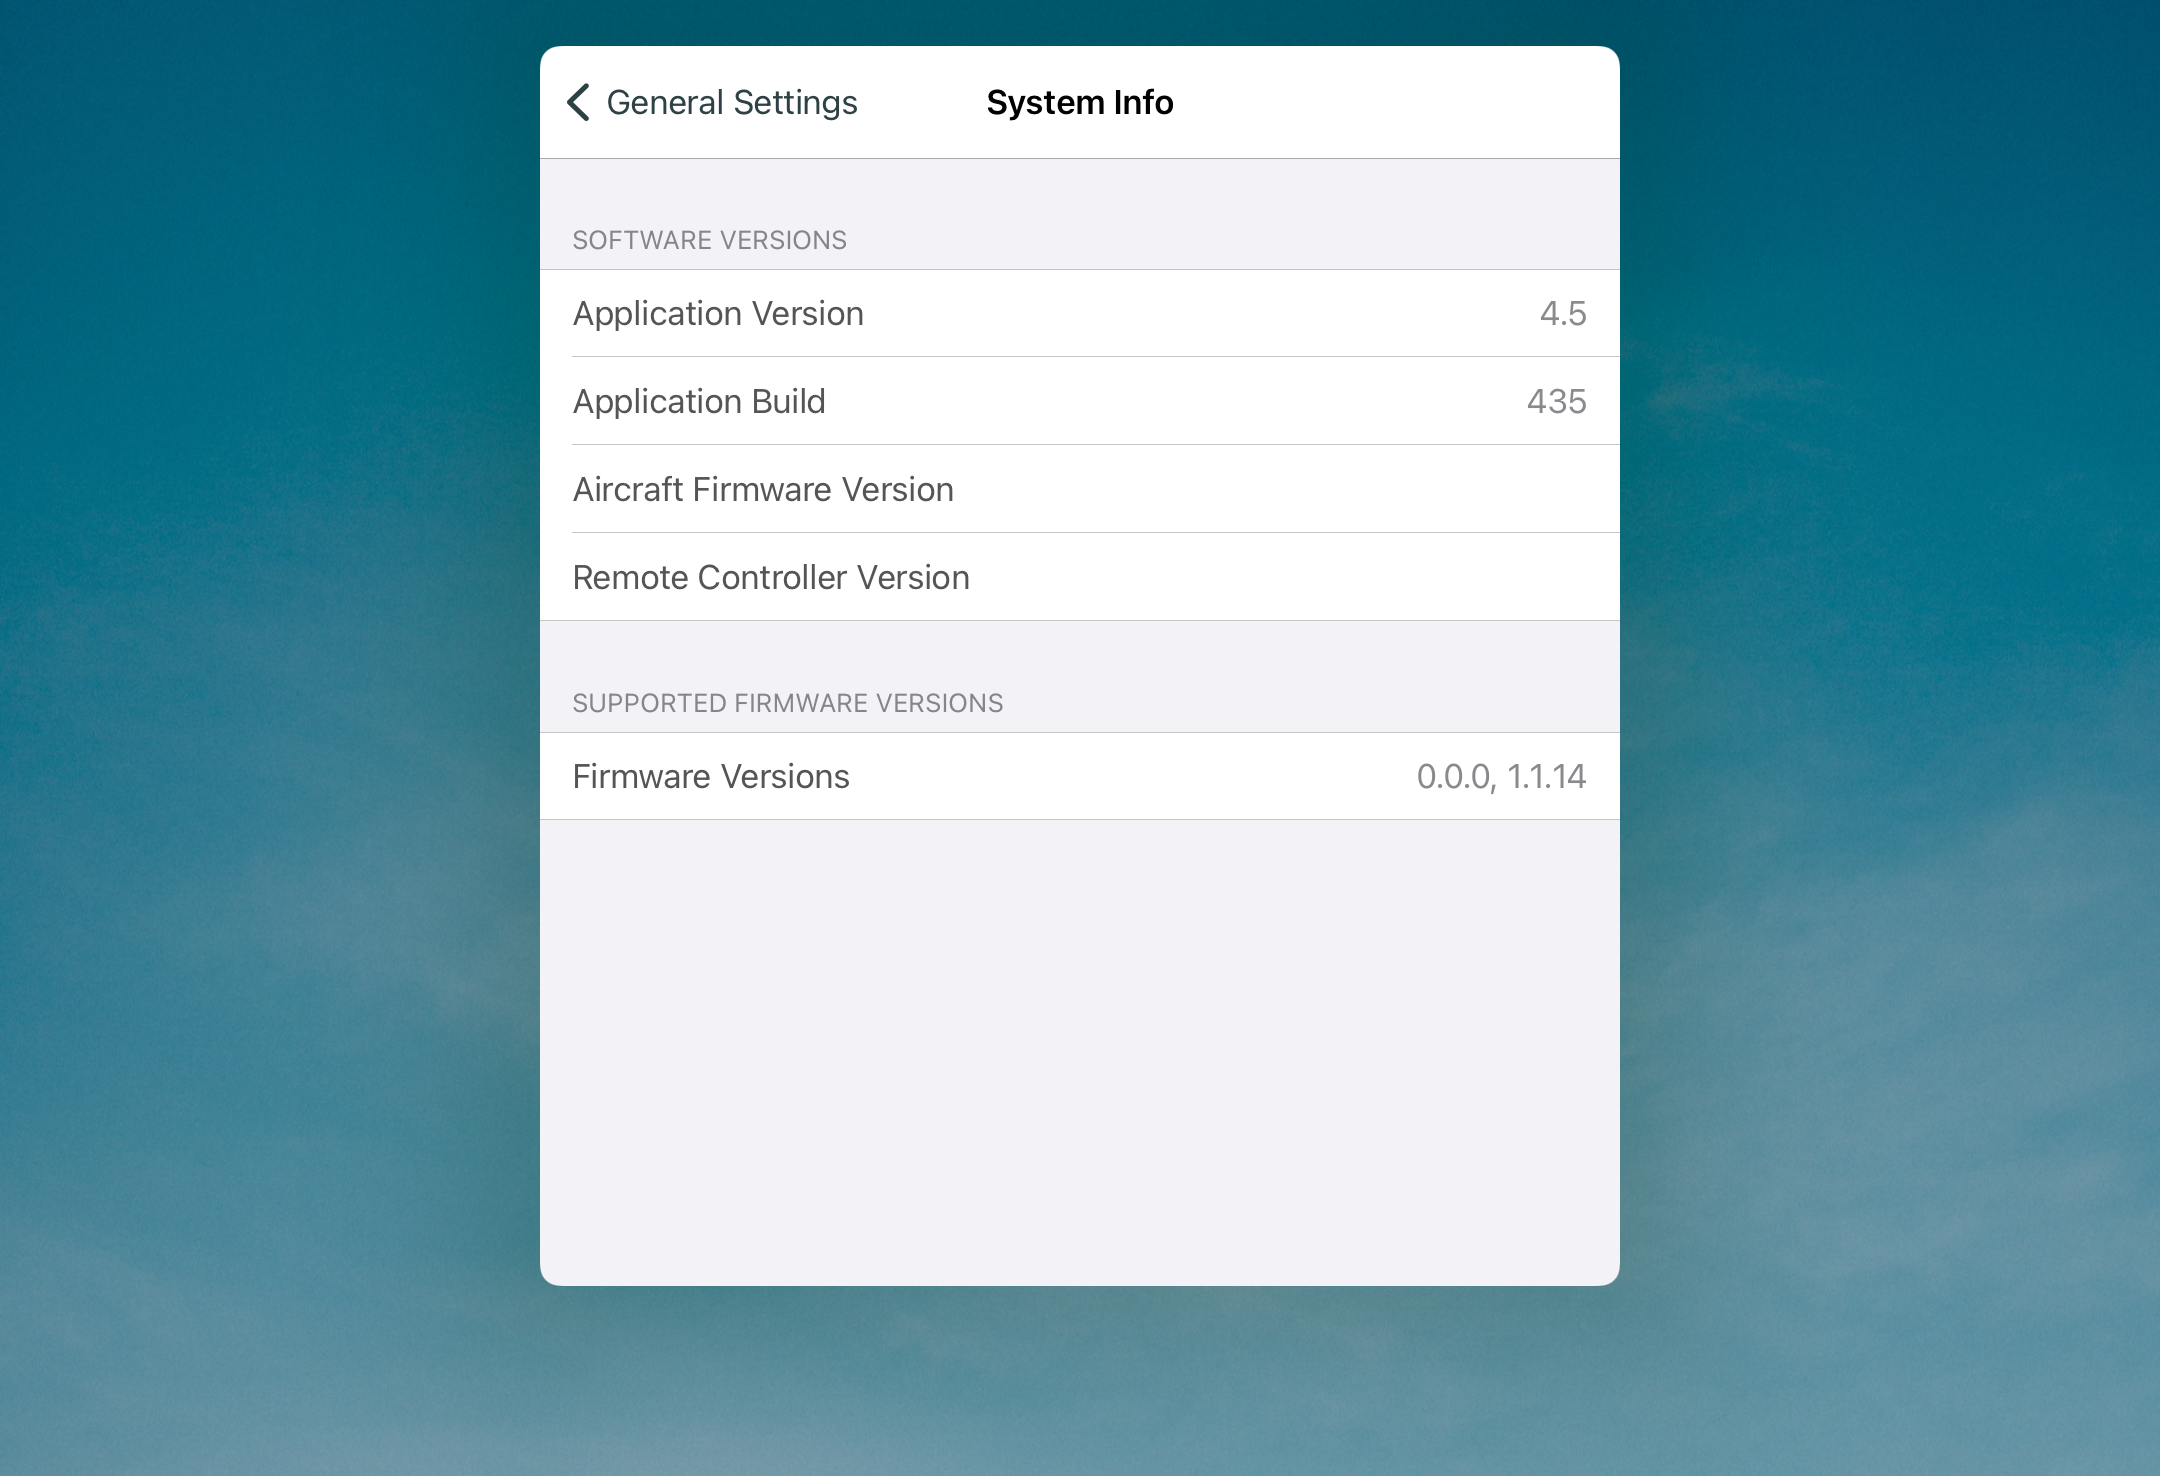 General Settings
System Info
SOFTWARE VERSIONS
Application Version 4.5
Application Build 435
Aircraft Firmware Version
Remote Controller Version
SUPPORTED FIRMWARE VERSIONS
Firmware Versions 0.0.0, 1.1.14